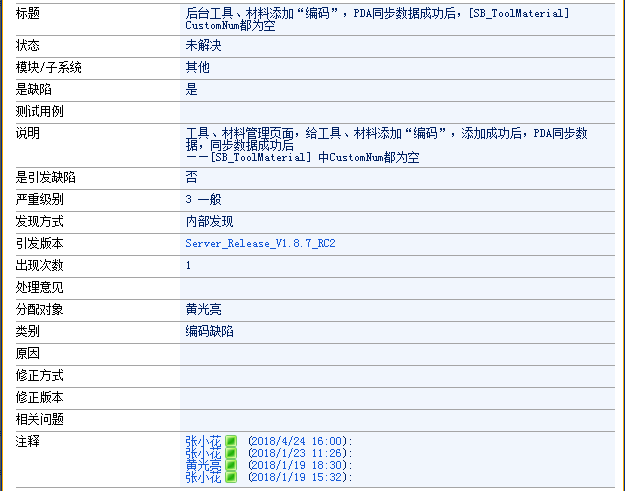 标题 后台工具、材料添加“编码”，PDA同步数据成功后，[SB_ToolMaterial]
CustomNum都为空
状态 未解决
模块/子系统 其他
是缺陷 是
测试用例
说明 工具、材料管理页面，给工具、材料添加“编码”，添加成功后，PDA同步数
据，同步数据成功后
——[SB_ToolMaterial] 中CustomNum都为空
是引发缺陷 否
严重级别 3 一般
发现方式 内部发现
引发版本 Server_Release_V1.8.7_RC2
出现次数 1
处理意见
分配对象 黄光亮
类别 编码缺陷
原因
修正方式
修正版本
相关问题
注释 张小花 (2018/4/24 16:00):
张小花 (2018/1/23 11:26):
黄光亮 (2018/1/19 18:30):
张小花 (2018/1/19 15:32):